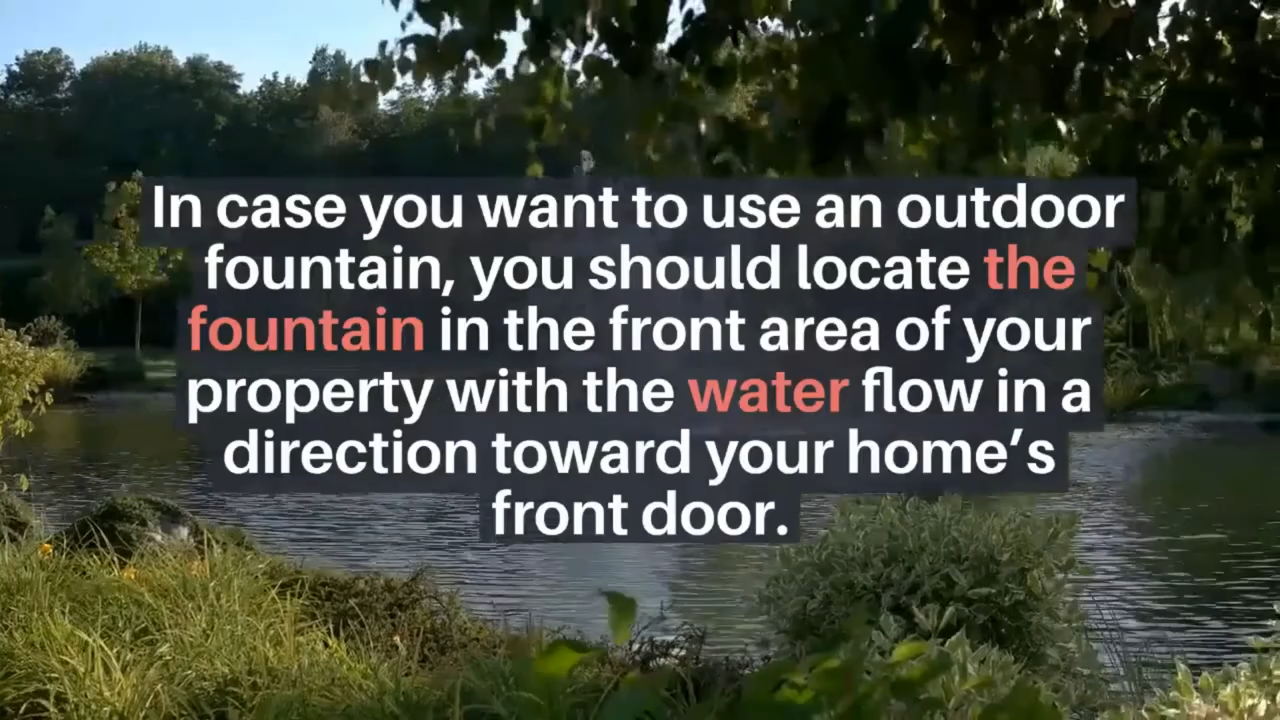 In case you want to use an outdoor
fountain, you should locate the
fountain in the front area of your
property with the water flow in a
direction toward your home’s
front door.